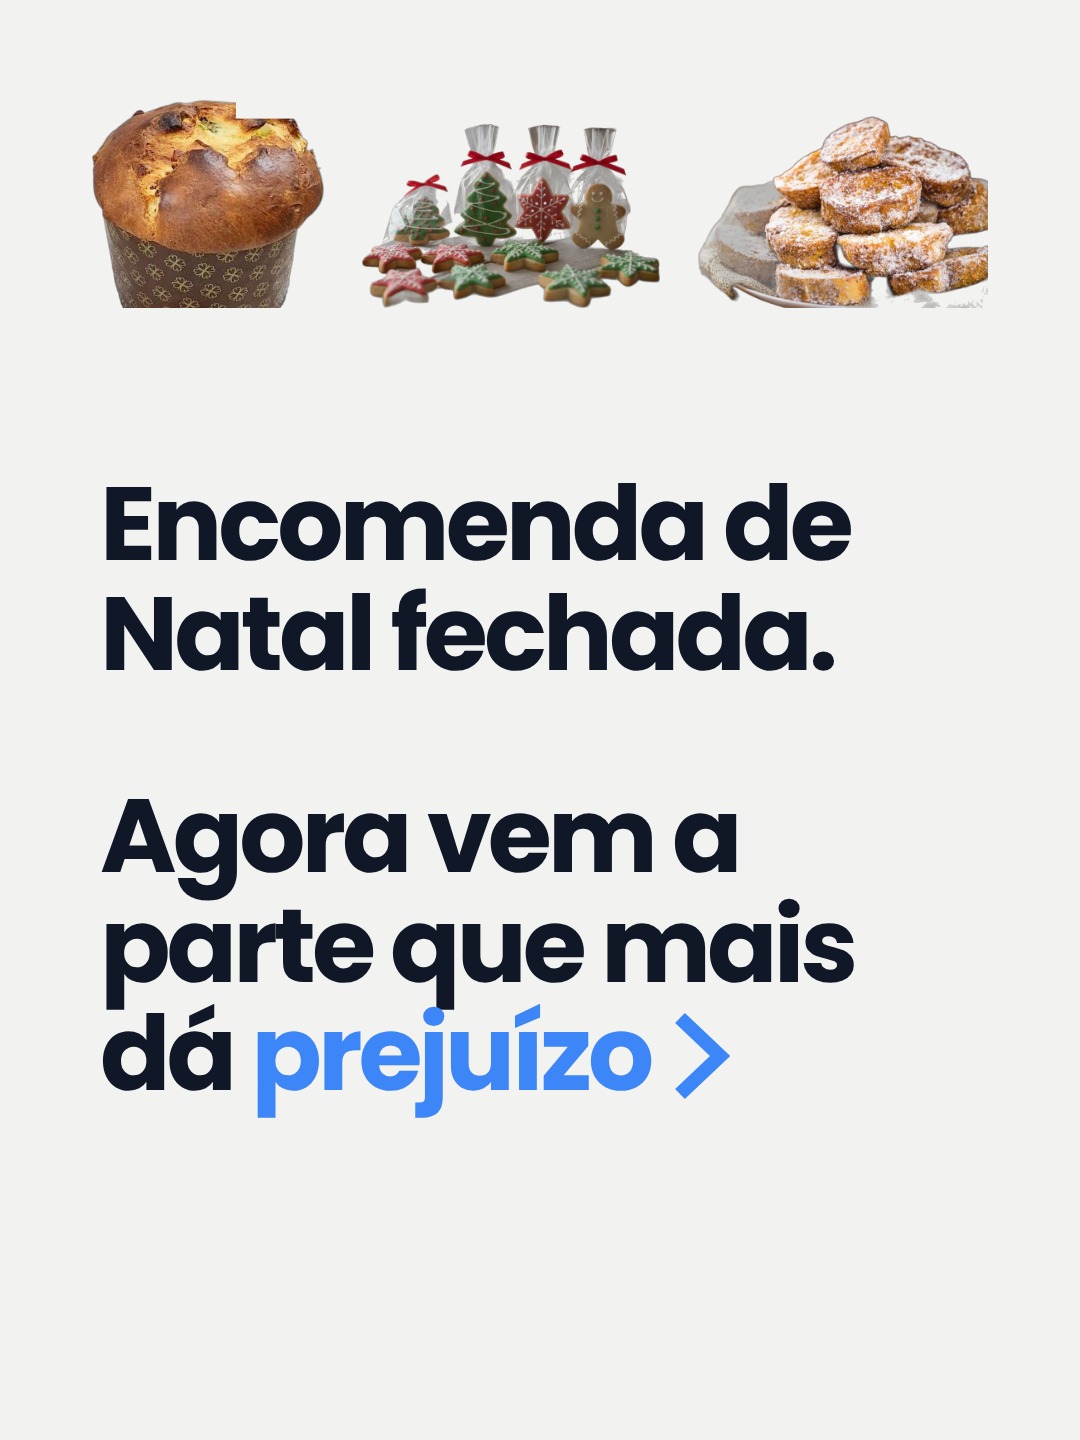 Encomenda de
Natal fechada.
Agora vem a
parte que mais
dá prejuízo >